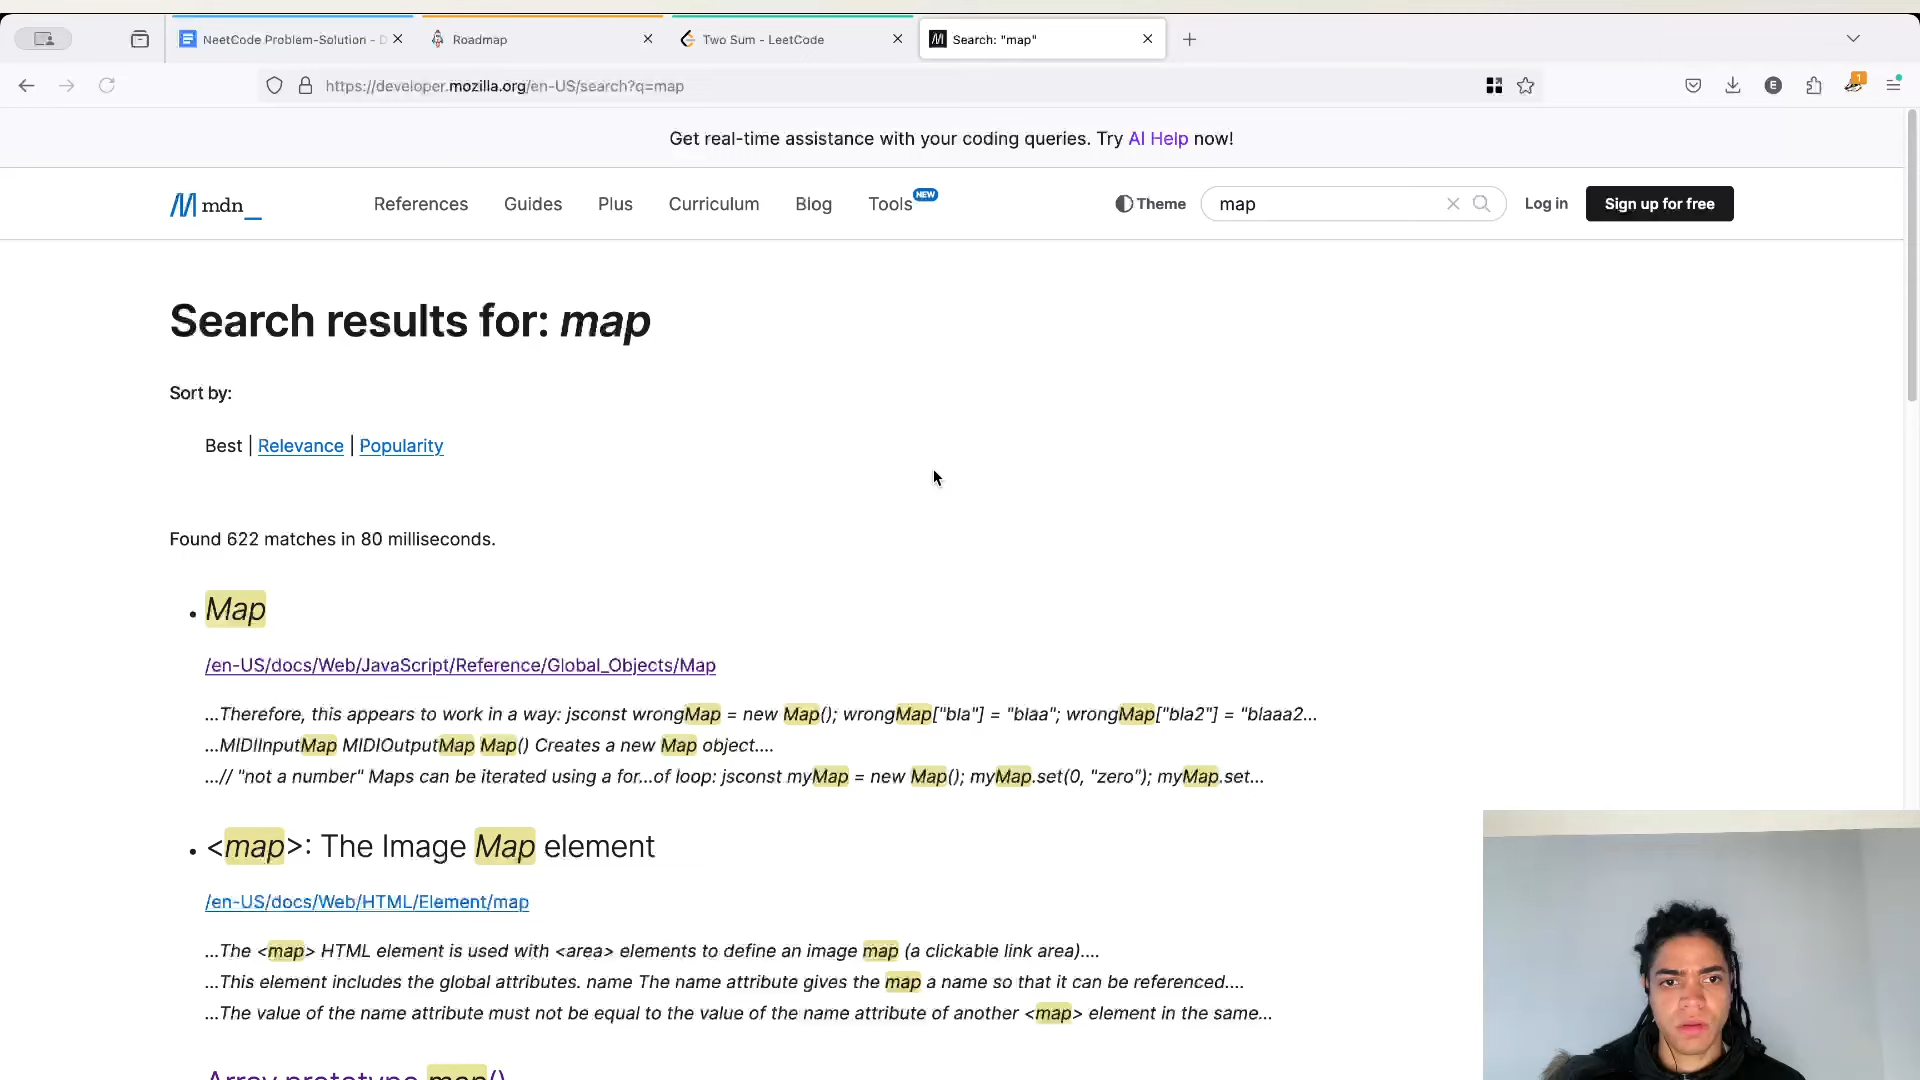 NeetCode Problem-Solution - D
Roadmap
Two Sum - LeetCode
Search: "map"
https://developer.mozilla.org/en-US/search?q=map
E
1
Get real-time assistance with your coding queries. Try AI Help now!
mdn_
References
Guides
Plus
Curriculum
Blog
Tools NEW
Theme
map
Log in
Sign up for free
Search results for: map
Sort by:
Best | Relevance | Popularity
Found 622 matches in 80 milliseconds.
• Map
/en-US/docs/Web/JavaScript/Reference/Global_Objects/Map
…Therefore, this appears to work in a way: jsconst wrongMap = new Map(); wrongMap["bla"] = "blaa"; wrongMap["bla2"] = "blaaa2…
…MIDIInputMap MIDIOutputMap Map() Creates a new Map object.…
…// "not a number" Maps can be iterated using a for...of loop: jsconst myMap = new Map(); myMap.set(0, "zero"); myMap.set…
• <map>: The Image Map element
/en-US/docs/Web/HTML/Element/map
…The <map> HTML element is used with <area> elements to define an image map (a clickable link area).…
…This element includes the global attributes. name The name attribute gives the map a name so that it can be referenced.…
…The value of the name attribute must not be equal to the value of the name attribute of another <map> element in the same…
Array.prototype.map()